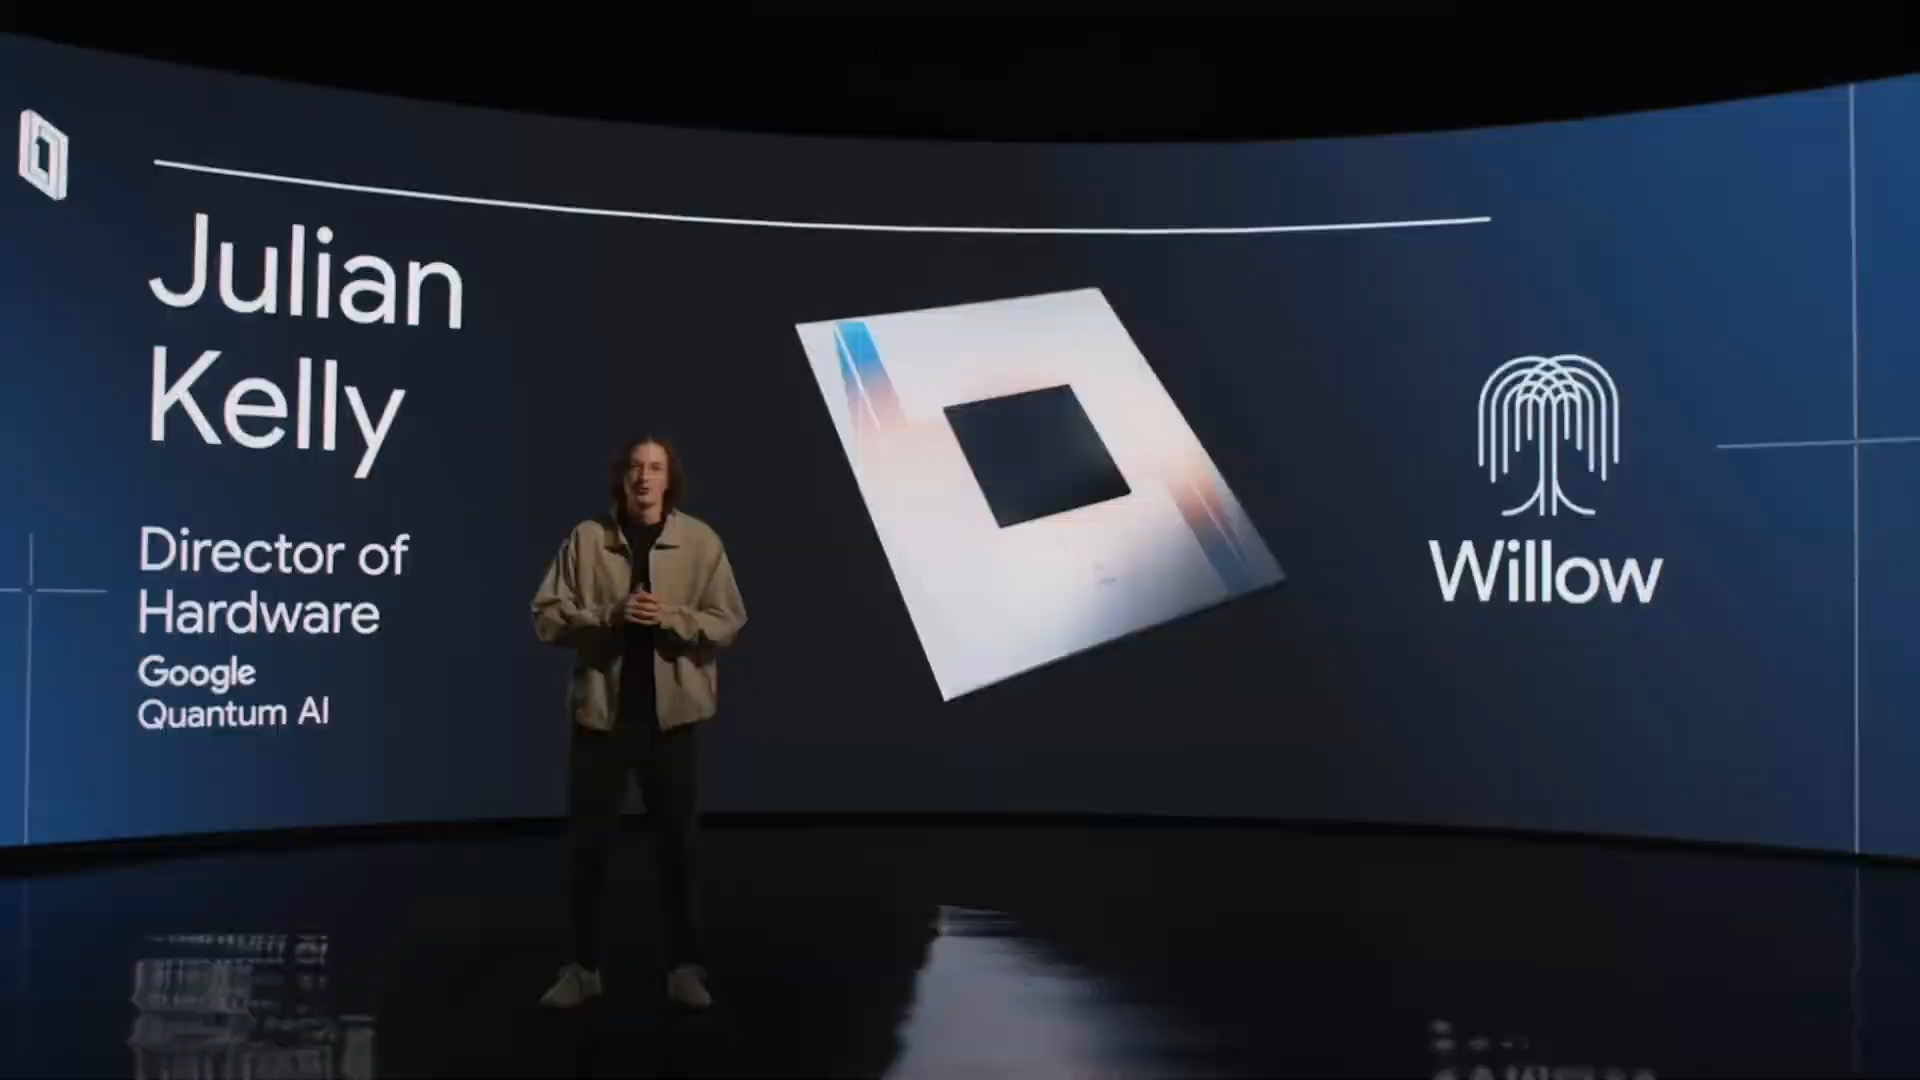 Julian
Kelly
Director of
Hardware
Google
Quantum AI
Willow